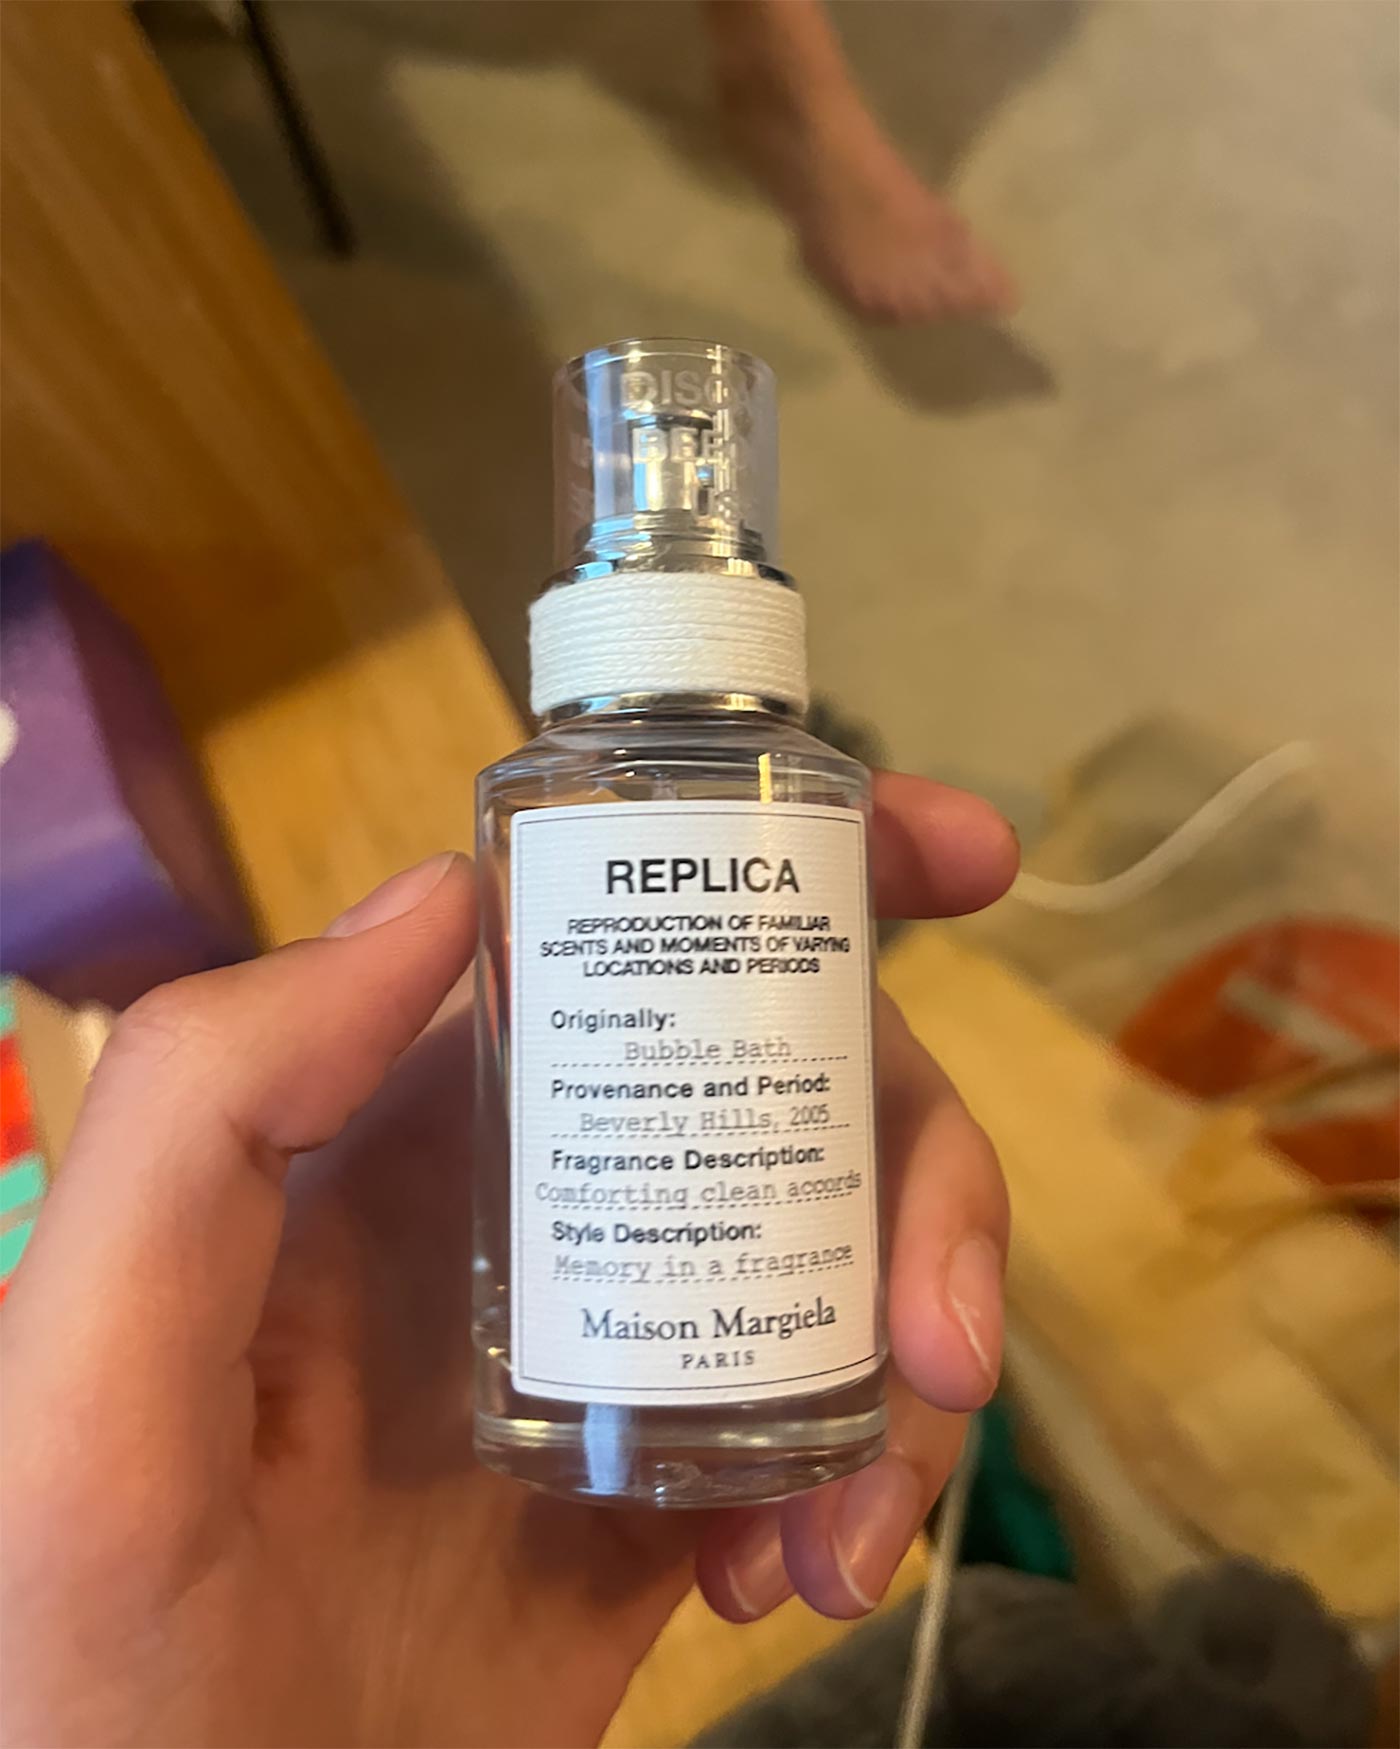 REPLICA
REPRODUCTION OF FAMILIAR
SCENTS AND MOMENTS OF VARYING
LOCATIONS AND PERIODS
Originally:
Bubble Bath
Provenance and Period:
Beverly Hills, 2005
Fragrance Description:
Comforting clean accords
Style Description:
Memory in a fragrance
Maison Margiela
PARIS